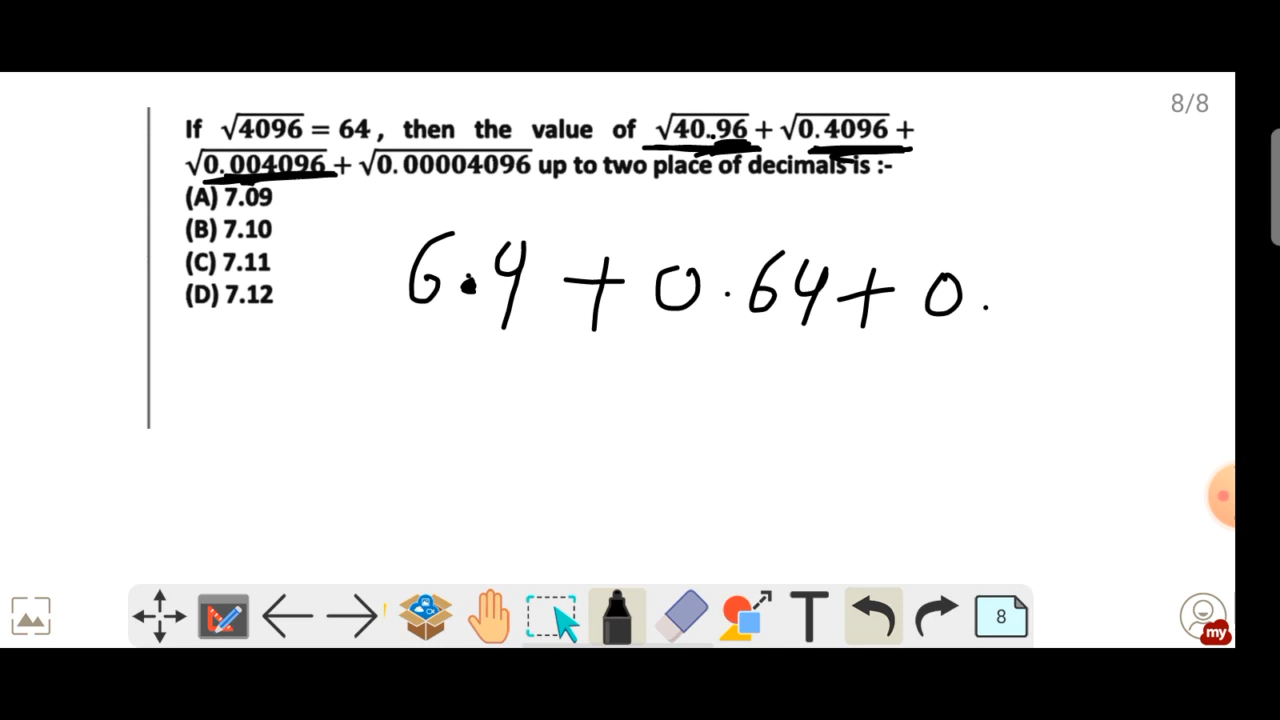 8/8
If √4096 = 64 , then the value of √40.96 + √0.4096 +
√0.004096 + √0.00004096 up to two place of decimals is :-
(A) 7.09
(B) 7.10
(C) 7.11
(D) 7.12
6.4 + 0.64 + 0.
T
8
my